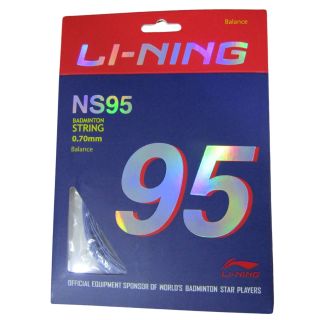 Balance
LI-NING
NS95
BADMINTON
STRING
0,70mm
Balance
95
LI-NING
OFFICIAL EQUIPMENT SPONSOR OF WORLD'S BADMINTON STAR PLAYERS